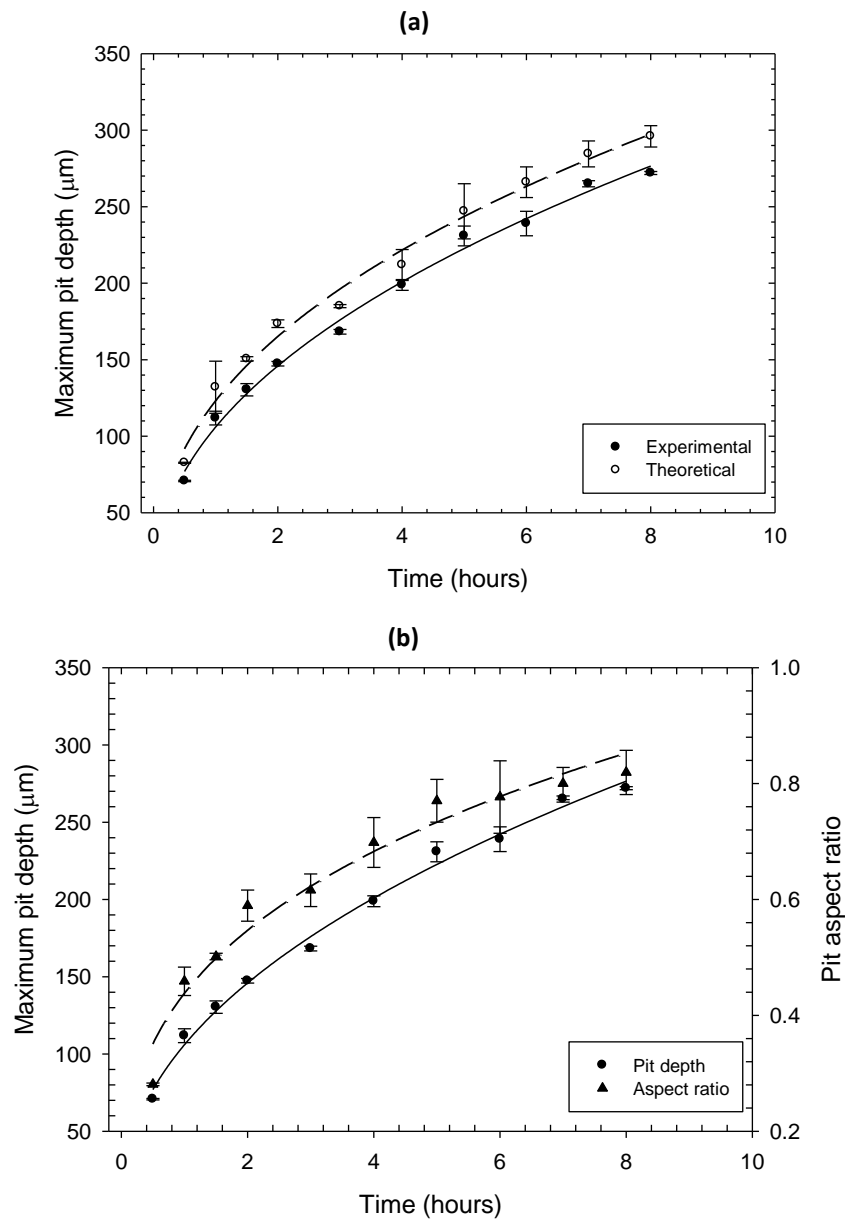 (a)
350
300
250
200
150
100
50
Maximum pit depth (μm)
Experimental
Theoretical
0 2 4 6 8 10
Time (hours)
(b)
350
300
250
200
150
100
50
Maximum pit depth (μm)
1.0
0.8
0.6
0.4
0.2
Pit aspect ratio
Pit depth
Aspect ratio
0 2 4 6 8 10
Time (hours)